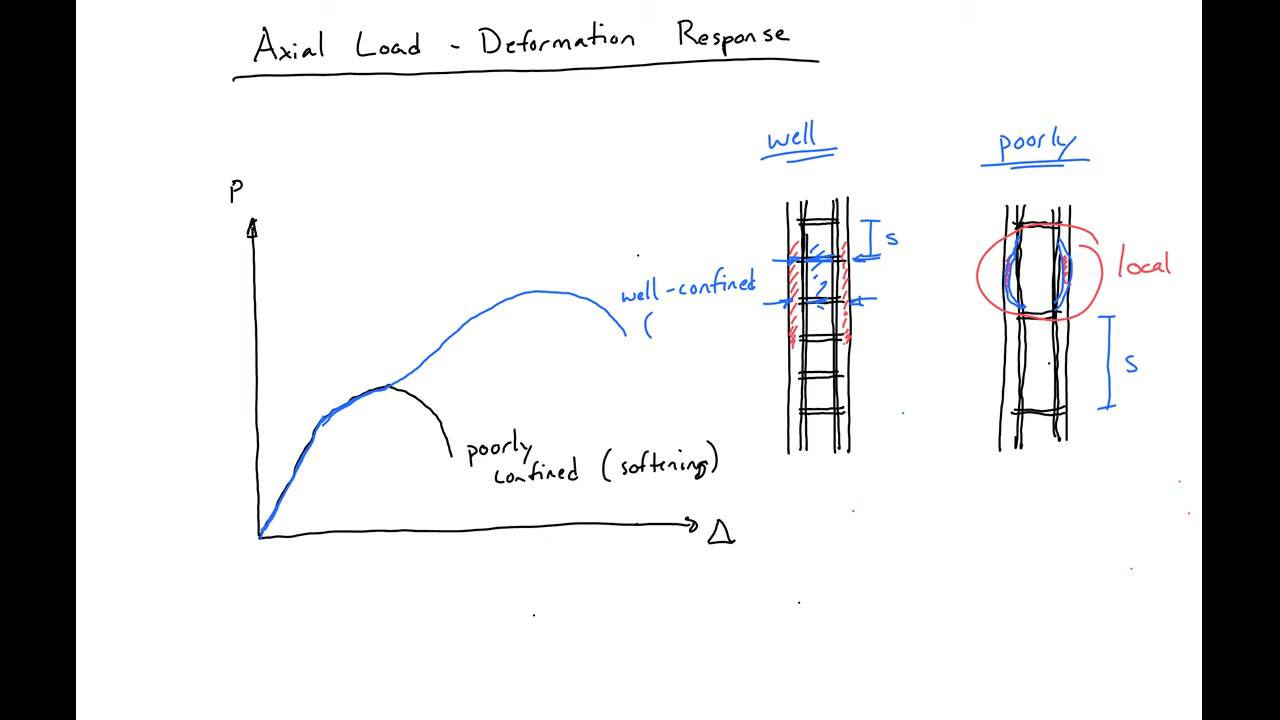 Axial Load - Deformation Response
well
poorly
P
s
local
well-confined
(
s
poorly
confined (softening)
Δ